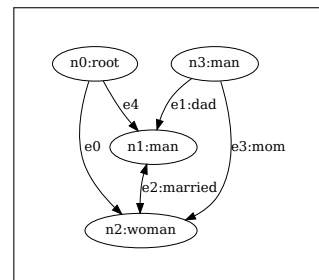 n0:root n3:man
e4
e1:dad
n1:man
e0
e3:mom
e2:married
n2:woman